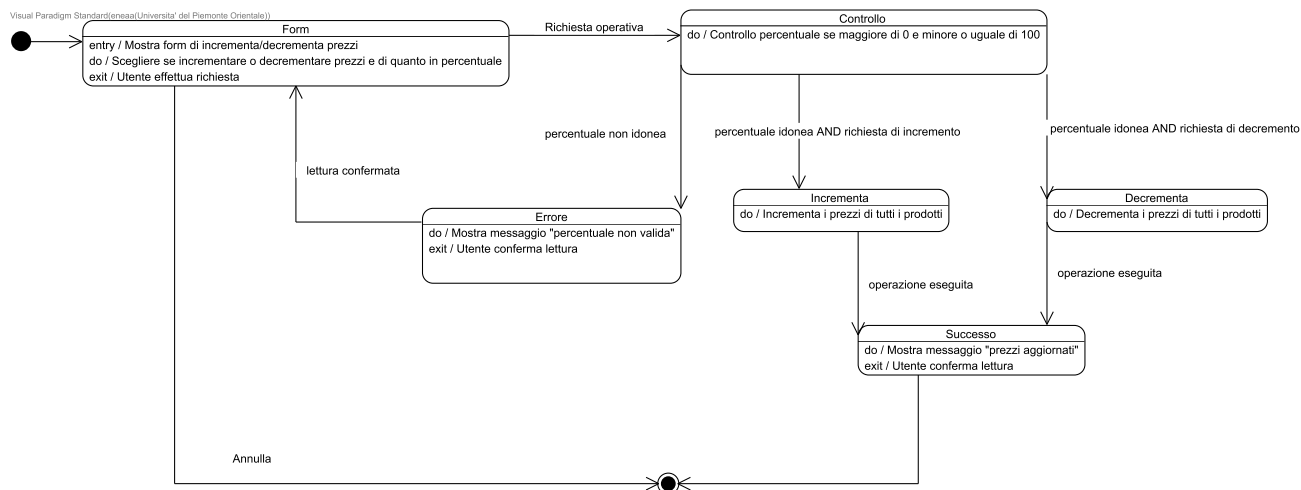 Visual Paradigm Standard(eneaa(Universita' del Piemonte Orientale))
Form
entry / Mostra form di incrementa/decrementa prezzi
do / Scegliere se incrementare o decrementare prezzi e di quanto in percentuale
exit / Utente effettua richiesta
Richiesta operativa
Controllo
do / Controllo percentuale se maggiore di 0 e minore o uguale di 100
percentuale non idonea
percentuale idonea AND richiesta di incremento
percentuale idonea AND richiesta di decremento
lettura confermata
Errore
do / Mostra messaggio "percentuale non valida"
exit / Utente conferma lettura
Incrementa
do / Incrementa i prezzi di tutti i prodotti
Decrementa
do / Decrementa i prezzi di tutti i prodotti
operazione eseguita
operazione eseguita
Successo
do / Mostra messaggio "prezzi aggiornati"
exit / Utente conferma lettura
Annulla